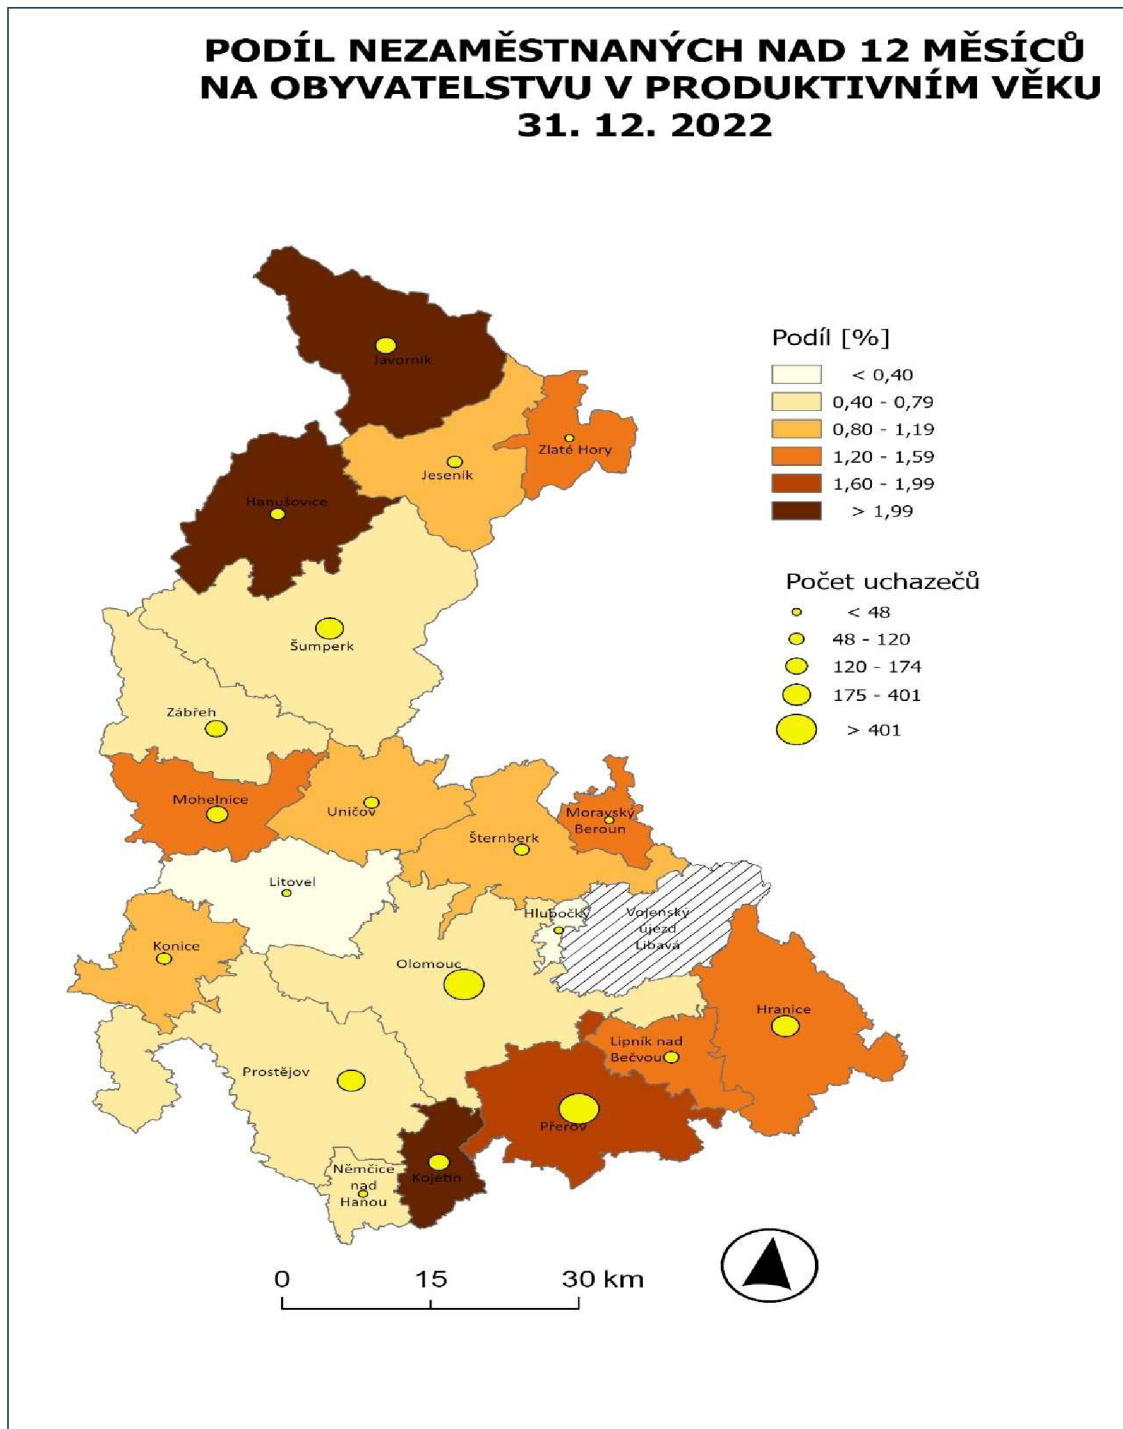 PODÍL NEZAMĚSTNANÝCH NAD 12 MĚSÍCŮ
NA OBYVATELSTVU V PRODUKTIVNÍM VĚKU
31. 12. 2022
Javorník
Zlaté Hory
Jeseník
Hanušovice
Šumperk
Zábřeh
Mohelnice
Uničov
Šternberk
Moravský
Beroun
Litovel
Hlubočky
Vojenský
újezd
Libavá
Konice
Olomouc
Hranice
Lipník nad
Bečvou
Prostějov
Přerov
Němčice
nad
Hanou
Kojetín
Podíl [%]
< 0,40
0,40 - 0,79
0,80 - 1,19
1,20 - 1,59
1,60 - 1,99
> 1,99
Počet uchazečů
< 48
48 - 120
120 - 174
175 - 401
> 401
0 15 30 km